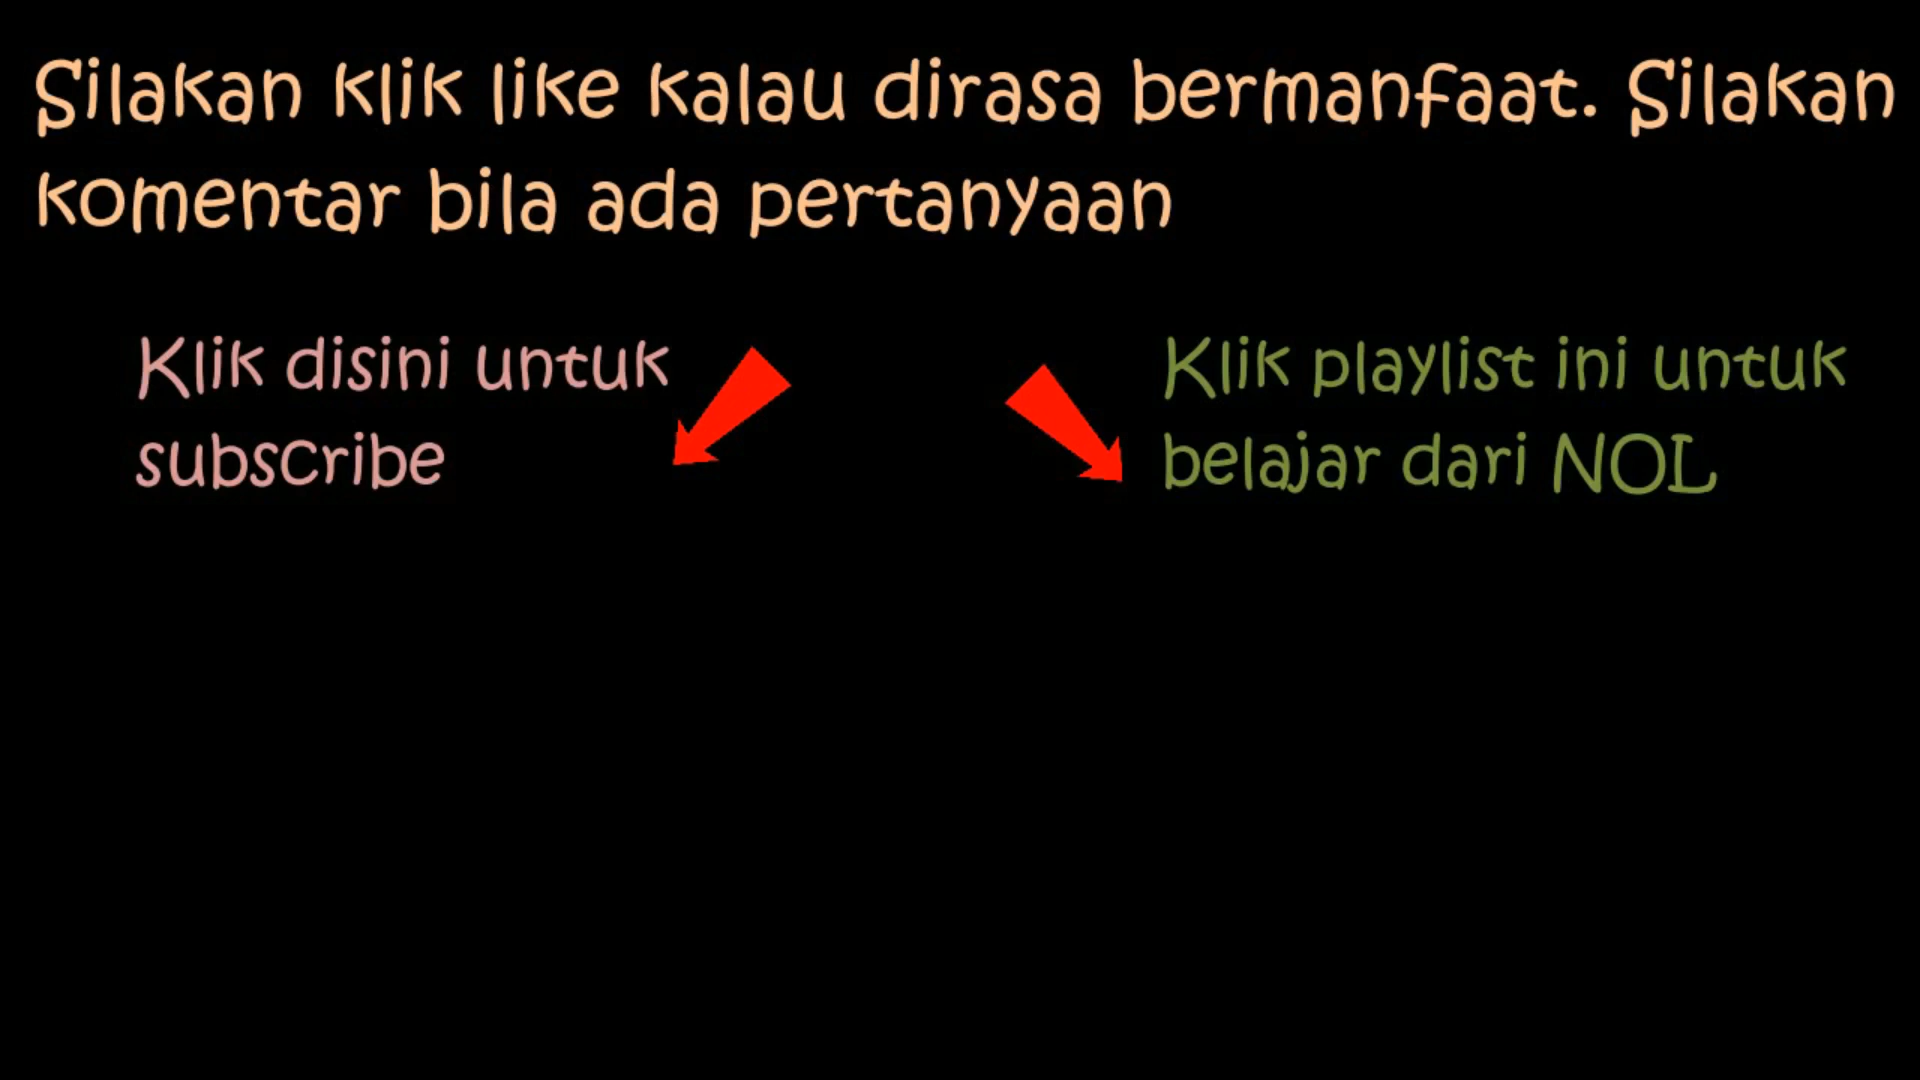 Silakan klik like kalau dirasa bermanfaat. Silakan
komentar bila ada pertanyaan
Klik disini untuk
subscribe
Klik playlist ini untuk
belajar dari NOL